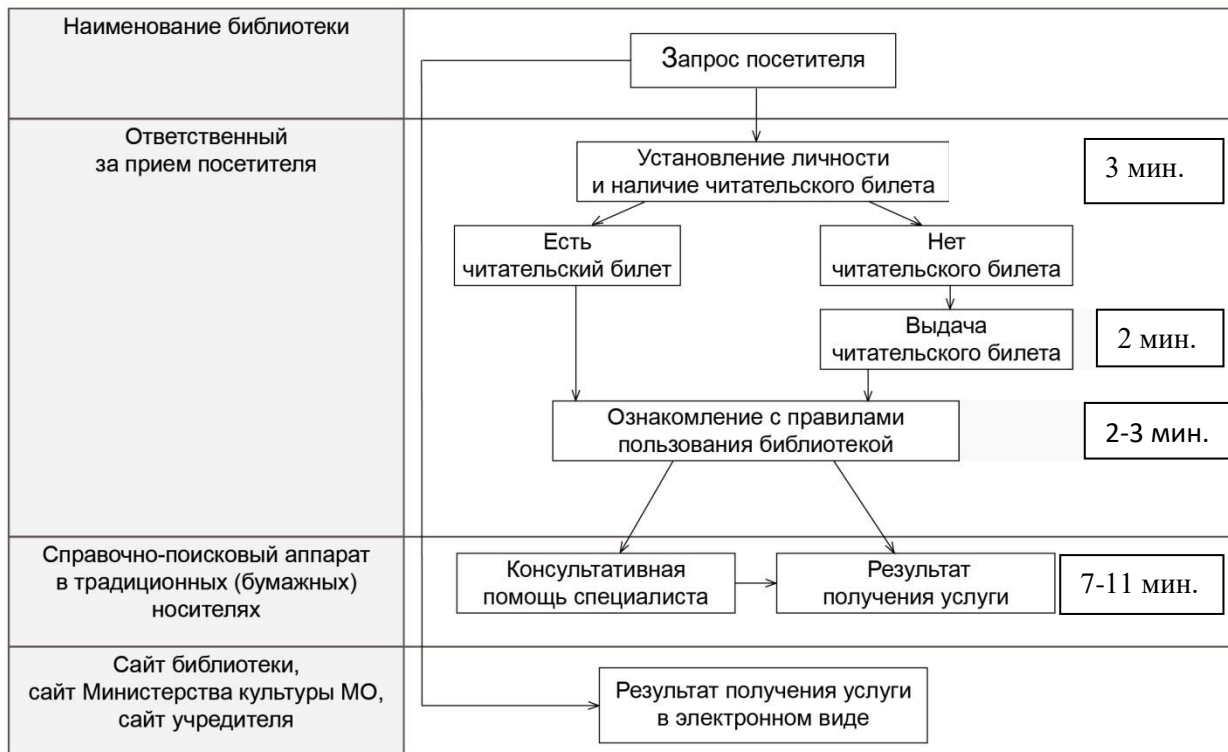 Наименование библиотеки
Запрос посетителя
Ответственный
за прием посетителя
Установление личности
и наличие читательского билета
3 мин.
Есть
читательский билет
Нет
читательского билета
Выдача
читательского билета
2 мин.
Ознакомление с правилами
пользования библиотекой
2-3 мин.
Справочно-поисковый аппарат
в традиционных (бумажных)
носителях
Консультативная
помощь специалиста
Результат
получения услуги
7-11 мин.
Сайт библиотеки,
сайт Министерства культуры МО,
сайт учредителя
Результат получения услуги
в электронном виде